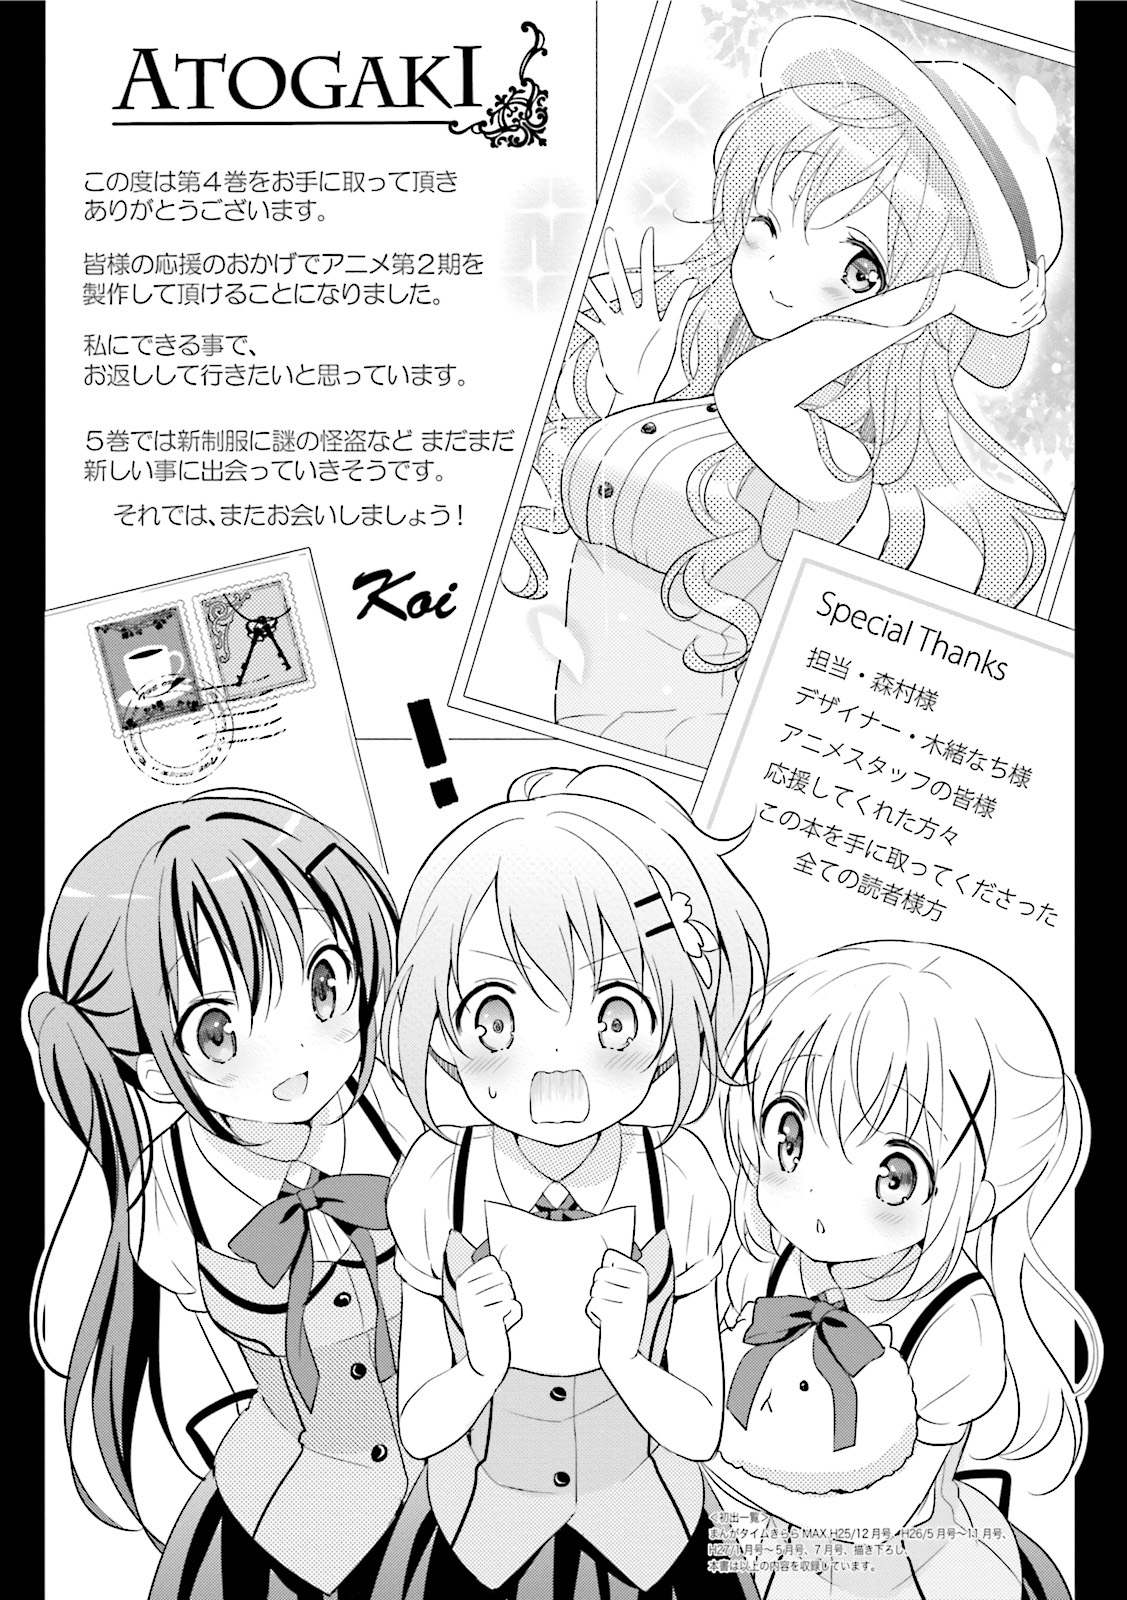 ATOGAKI
この度は第4巻をお手に取って頂き
ありがとうございます。
皆様の応援のおかげでアニメ第2期を
製作して頂けることになりました。
私にできる事で、
お返しして行きたいと思っています。
5巻では新制服に謎の怪盗など まだまだ
新しい事に出会っていきそうです。
それでは、またお会いしましょう!
Koi
!
Special Thanks
担当・森村様
デザイナー・木緒なち様
アニメスタッフの皆様
応援してくれた方々
この本を手に取ってくださった
全ての読者様方
<初出一覧>
まんがタイムきららMAX H25/12月号、H26/5月号〜11月号、
H27/1月号〜5月号、7月号、描き下ろし、
本書は以上の内容を収録しています。